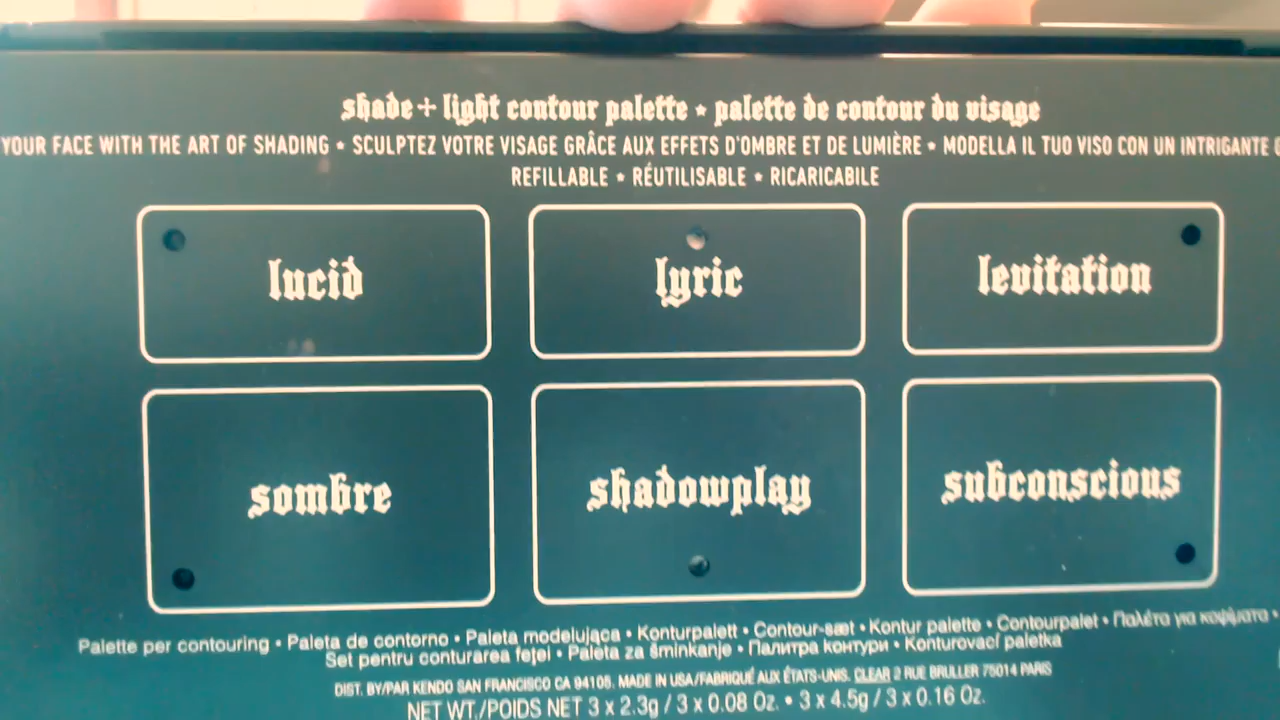 shade + light contour palette ★ palette de contour du visage
YOUR FACE WITH THE ART OF SHADING ★ SCULPTEZ VOTRE VISAGE GRÂCE AUX EFFETS D'OMBRE ET DE LUMIÈRE ★ MODELLA IL TUO VISO CON UN INTRIGANTE
REFILLABLE ★ RÉUTILISABLE ★ RICARICABILE
lucid
lyric
levitation
sombre
shadowplay
subconscious
Palette per contouring • Paleta de contorno • Paleta modelująca • Konturpalett • Contour-sæt • Kontur palette • Contourpalet • Παλέτα για
Set pentru conturarea feței • Paleta za šminkanje • Палитра контури • Konturovací paletka
DIST. BY/PAR KENDO SAN FRANCISCO CA 94105. MADE IN USA/FABRIQUÉ AUX ÉTATS-UNIS. CLEAR 2 RUE BRULLER 75014 PARIS
NET WT./POIDS NET 3 x 2.3g / 3 x 0.08 Oz. • 3 x 4.5g / 3 x 0.16 Oz.